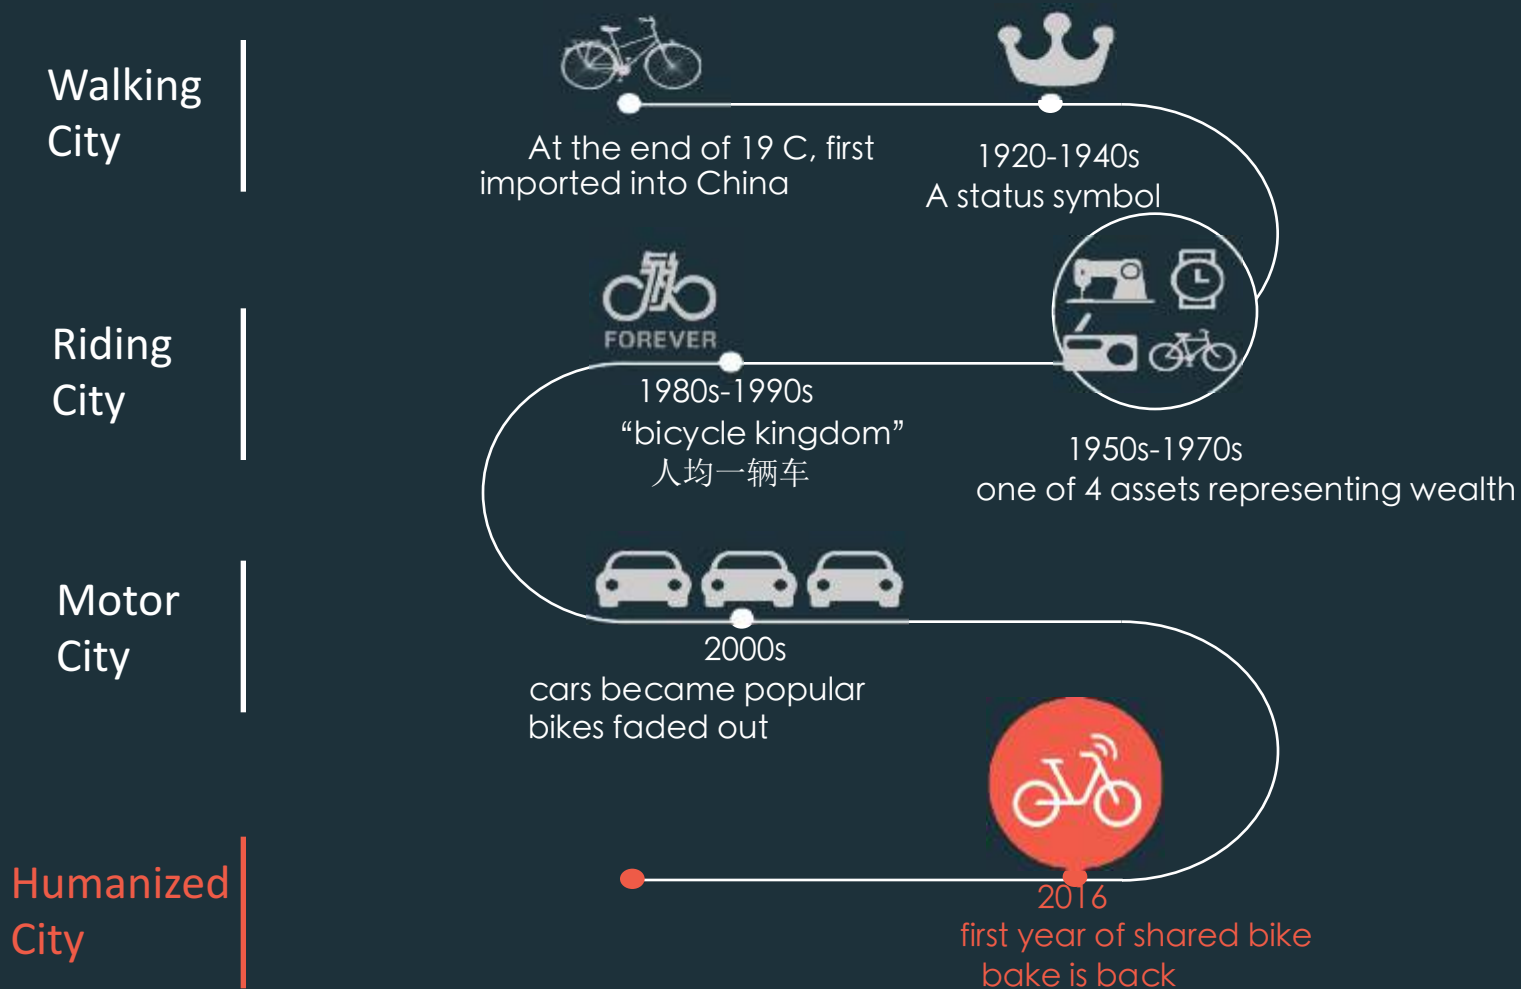 Walking
City
At the end of 19 C, first
imported into China
1920-1940s
A status symbol
Riding
City
FOREVER
1980s-1990s
“bicycle kingdom”
人均一辆车
1950s-1970s
one of 4 assets representing wealth
Motor
City
2000s
cars became popular
bikes faded out
Humanized
City
2016
first year of shared bike
bake is back